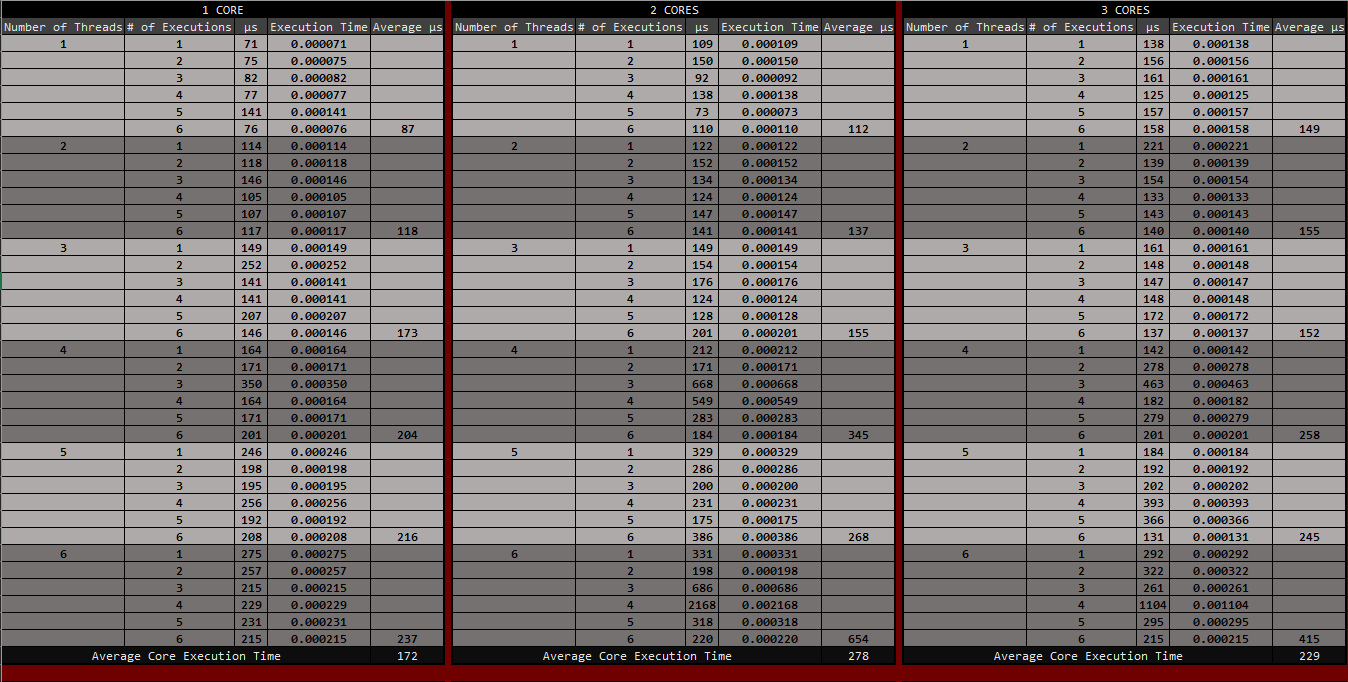 1 CORE 2 CORES 3 CORES
Number of Threads # of Executions µs Execution Time Average µs Number of Threads # of Executions µs Execution Time Average µs Number of Threads # of Executions µs Execution Time Average µs
1 1 71 0.000071 1 1 109 0.000109 1 1 138 0.000138
2 75 0.000075 2 150 0.000150 2 156 0.000156
3 82 0.000082 3 92 0.000092 3 161 0.000161
4 77 0.000077 4 138 0.000138 4 125 0.000125
5 141 0.000141 5 73 0.000073 5 157 0.000157
6 76 0.000076 87 6 110 0.000110 112 6 158 0.000158 149
2 1 114 0.000114 2 1 122 0.000122 2 1 221 0.000221
2 118 0.000118 2 152 0.000152 2 139 0.000139
3 146 0.000146 3 134 0.000134 3 154 0.000154
4 105 0.000105 4 124 0.000124 4 133 0.000133
5 107 0.000107 5 147 0.000147 5 143 0.000143
6 117 0.000117 118 6 141 0.000141 137 6 140 0.000140 155
3 1 149 0.000149 3 1 149 0.000149 3 1 161 0.000161
2 252 0.000252 2 154 0.000154 2 148 0.000148
3 141 0.000141 3 176 0.000176 3 147 0.000147
4 141 0.000141 4 124 0.000124 4 148 0.000148
5 207 0.000207 5 128 0.000128 5 172 0.000172
6 146 0.000146 173 6 201 0.000201 155 6 137 0.000137 152
4 1 164 0.000164 4 1 212 0.000212 4 1 142 0.000142
2 171 0.000171 2 171 0.000171 2 278 0.000278
3 350 0.000350 3 668 0.000668 3 463 0.000463
4 164 0.000164 4 549 0.000549 4 182 0.000182
5 171 0.000171 5 283 0.000283 5 279 0.000279
6 201 0.000201 204 6 184 0.000184 345 6 201 0.000201 258
5 1 246 0.000246 5 1 329 0.000329 5 1 184 0.000184
2 198 0.000198 2 286 0.000286 2 192 0.000192
3 195 0.000195 3 200 0.000200 3 202 0.000202
4 256 0.000256 4 231 0.000231 4 393 0.000393
5 192 0.000192 5 175 0.000175 5 366 0.000366
6 208 0.000208 216 6 386 0.000386 268 6 131 0.000131 245
6 1 275 0.000275 6 1 331 0.000331 6 1 292 0.000292
2 257 0.000257 2 198 0.000198 2 322 0.000322
3 215 0.000215 3 686 0.000686 3 261 0.000261
4 229 0.000229 4 2168 0.002168 4 1104 0.001104
5 231 0.000231 5 318 0.000318 5 295 0.000295
6 215 0.000215 237 6 220 0.000220 654 6 215 0.000215 415
Average Core Execution Time 172 Average Core Execution Time 278 Average Core Execution Time 229